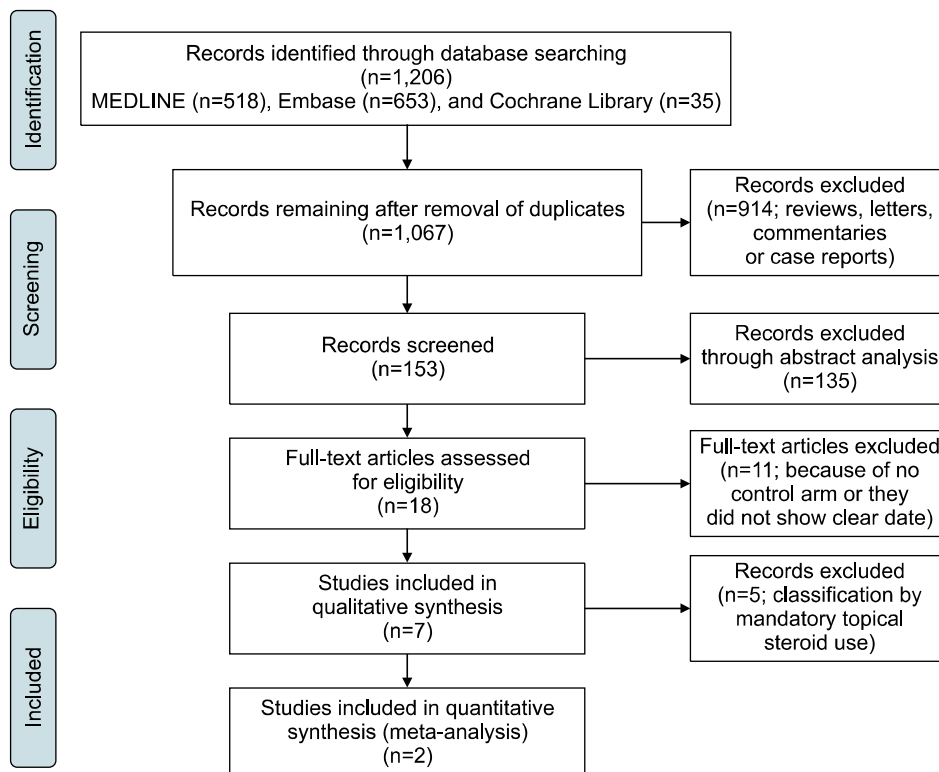 Identification
Records identified through database searching
(n=1,206)
MEDLINE (n=518), Embase (n=653), and Cochrane Library (n=35)
Records remaining after removal of duplicates
(n=1,067)
Records excluded
(n=914; reviews, letters,
commentaries
or case reports)
Screening
Records screened
(n=153)
Records excluded
through abstract analysis
(n=135)
Eligibility
Full-text articles assessed
for eligibility
(n=18)
Full-text articles excluded
(n=11; because of no
control arm or they
did not show clear date)
Studies included in
qualitative synthesis
(n=7)
Records excluded
(n=5; classification by
mandatory topical
steroid use)
Included
Studies included in quantitative
synthesis (meta-analysis)
(n=2)